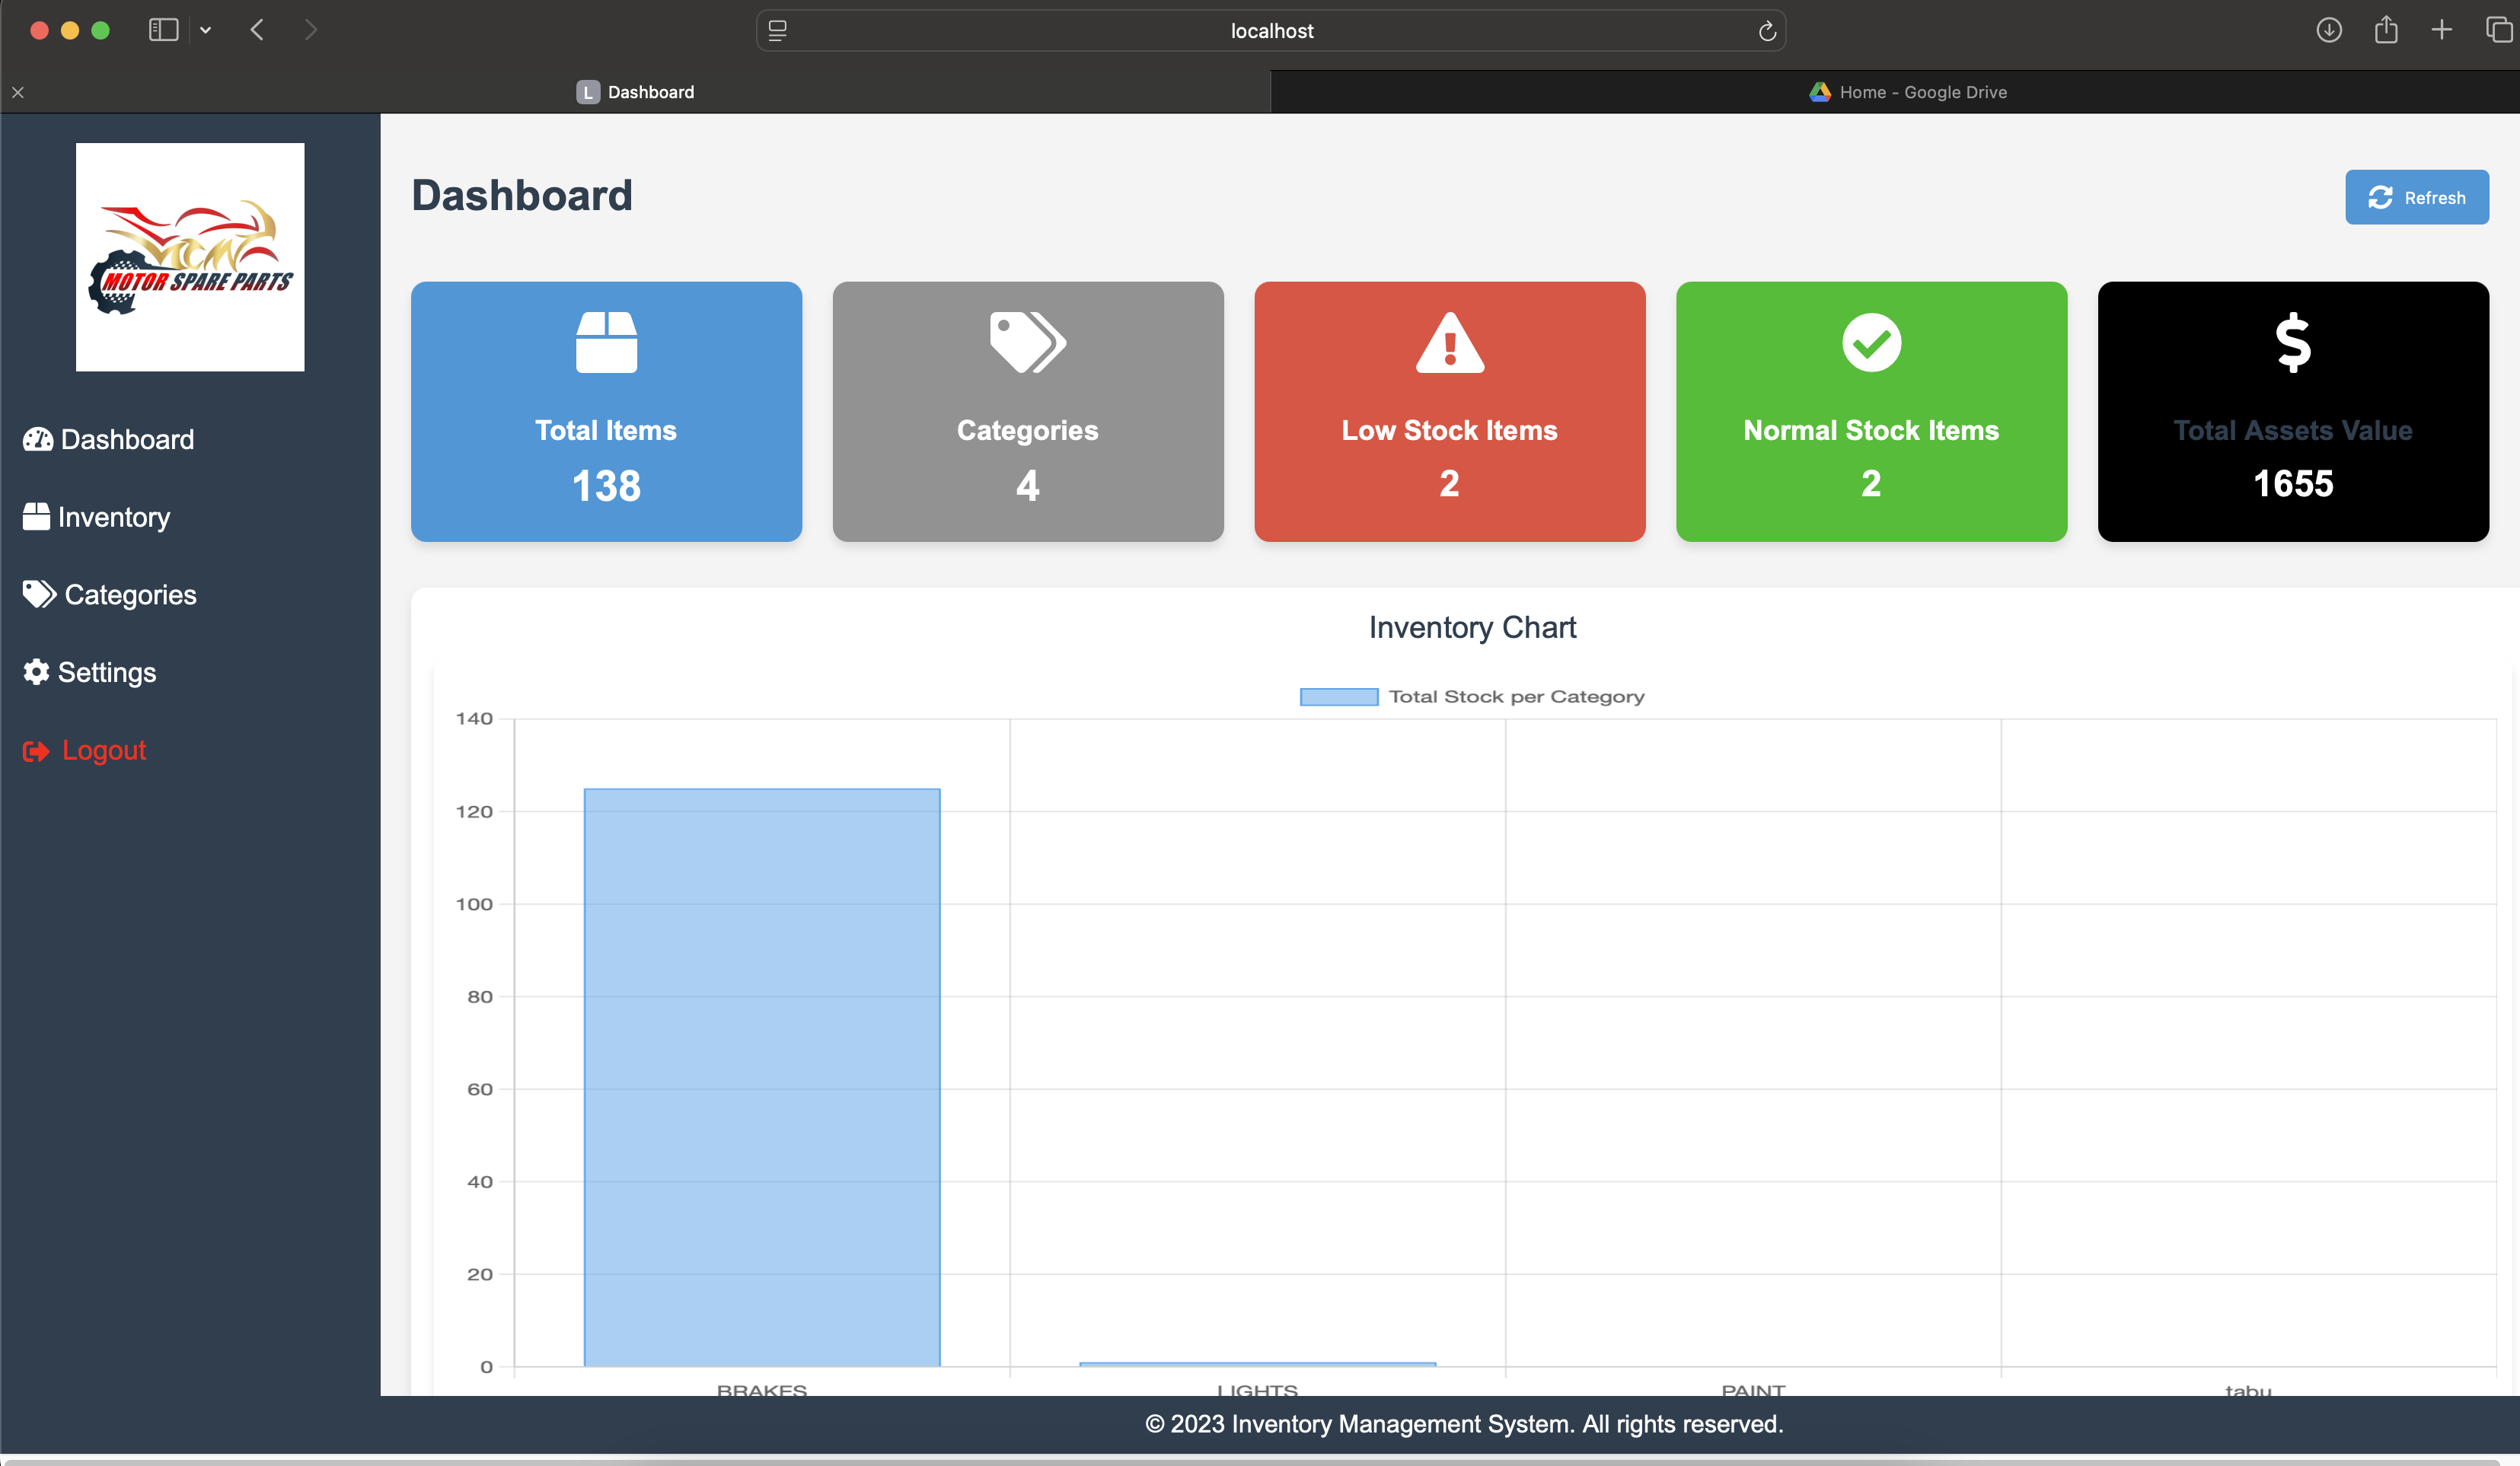 localhost
L Dashboard
Home - Google Drive
MOTOR SPARE PARTS
Dashboard
Inventory
Categories
Settings
Logout
Dashboard
Refresh
Total Items
138
Categories
4
Low Stock Items
2
Normal Stock Items
2
Total Assets Value
1655
Inventory Chart
Total Stock per Category
140
120
100
80
60
40
20
0
BRAKES
LIGHTS
PAINT
tabu
© 2023 Inventory Management System. All rights reserved.